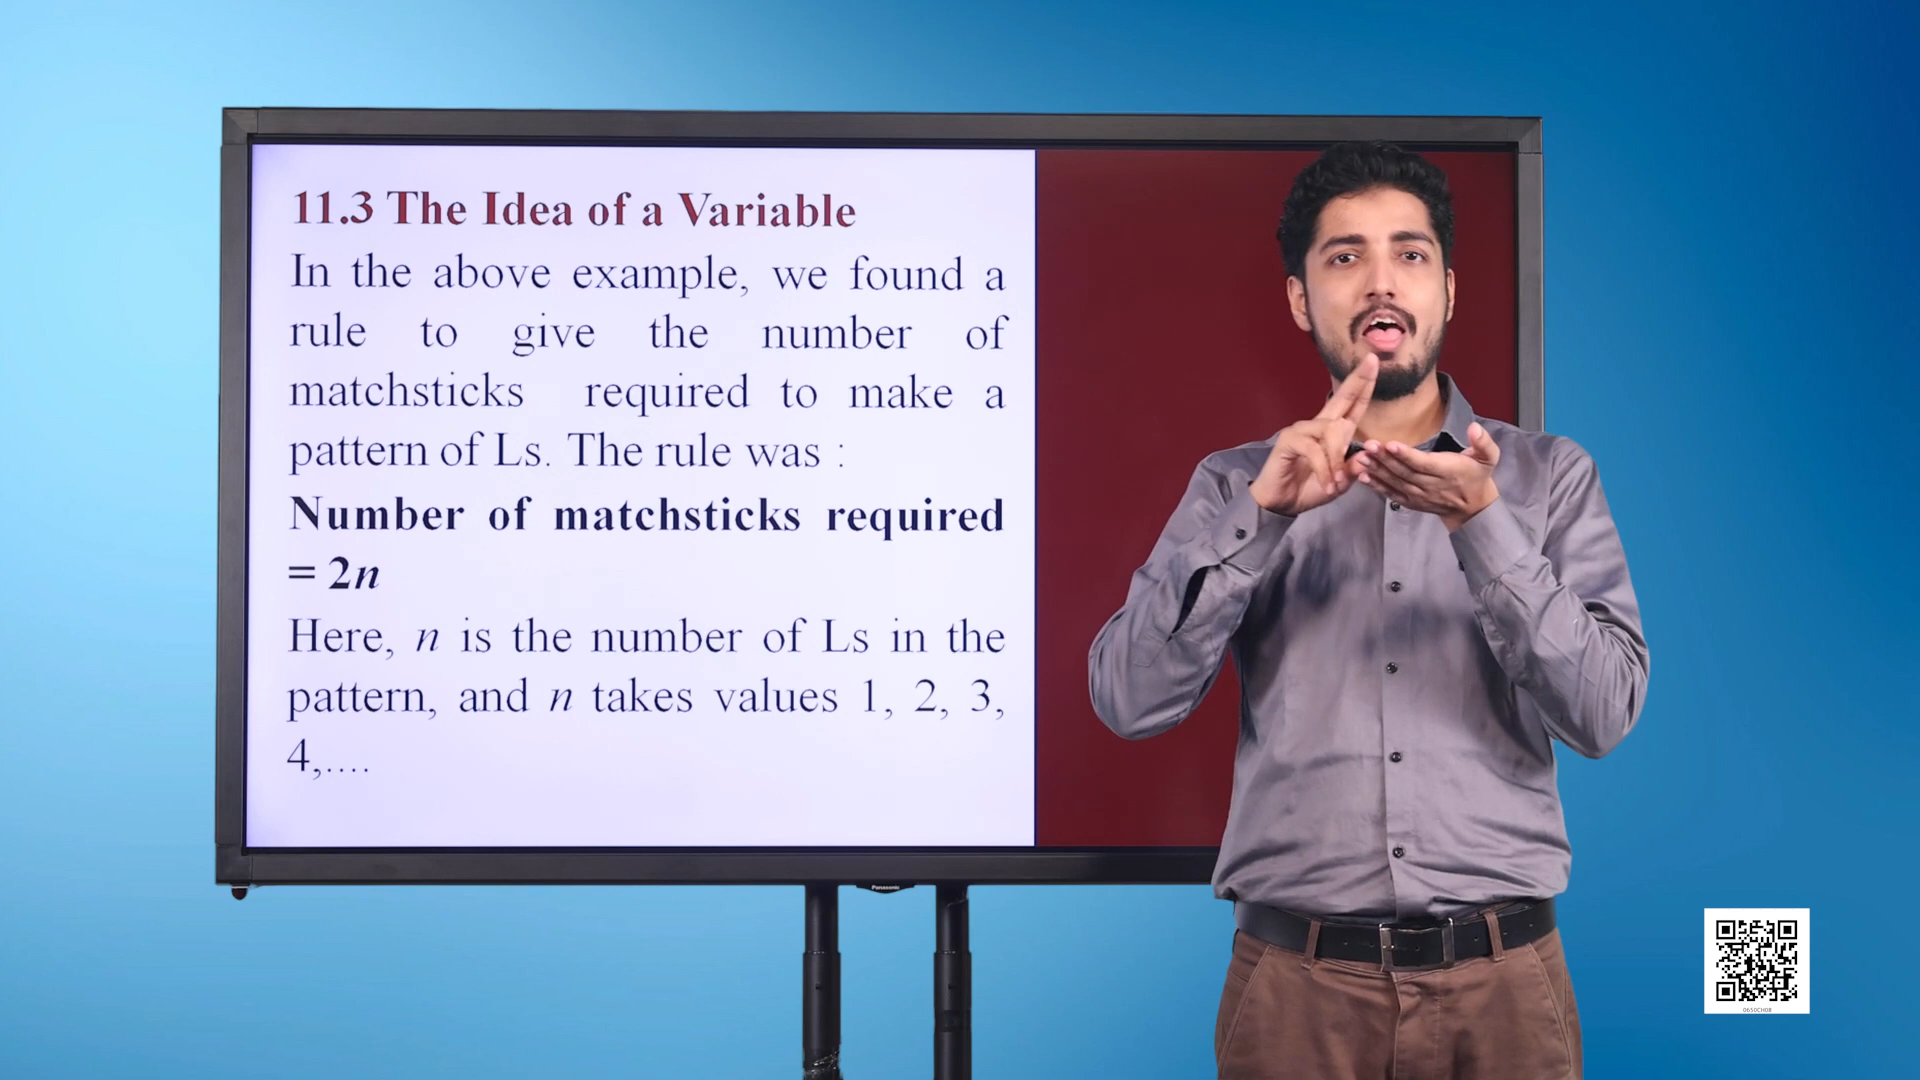 11.3 The Idea of a Variable
In the above example, we found a
rule to give the number of
matchsticks required to make a
pattern of Ls. The rule was :
Number of matchsticks required
= 2n
Here, n is the number of Ls in the
pattern, and n takes values 1, 2, 3,
4,....
Panasonic
0650CH08